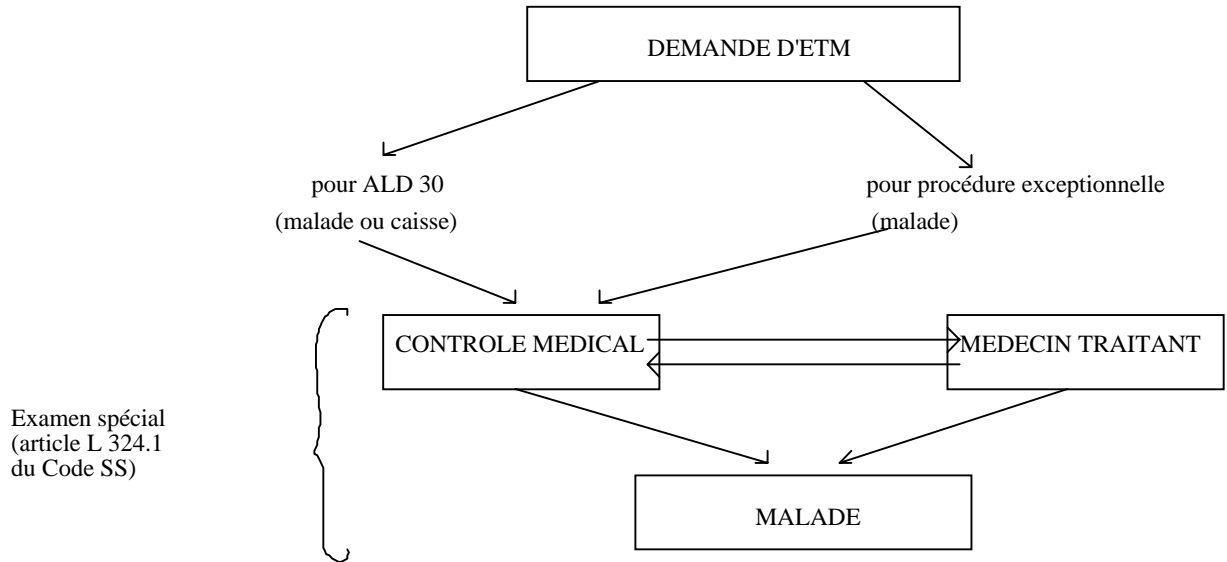 DEMANDE D'ETM
pour ALD 30
(malade ou caisse)
pour procédure exceptionnelle
(malade)
CONTROLE MEDICAL
MEDECIN TRAITANT
Examen spécial
(article L 324.1
du Code SS)
MALADE